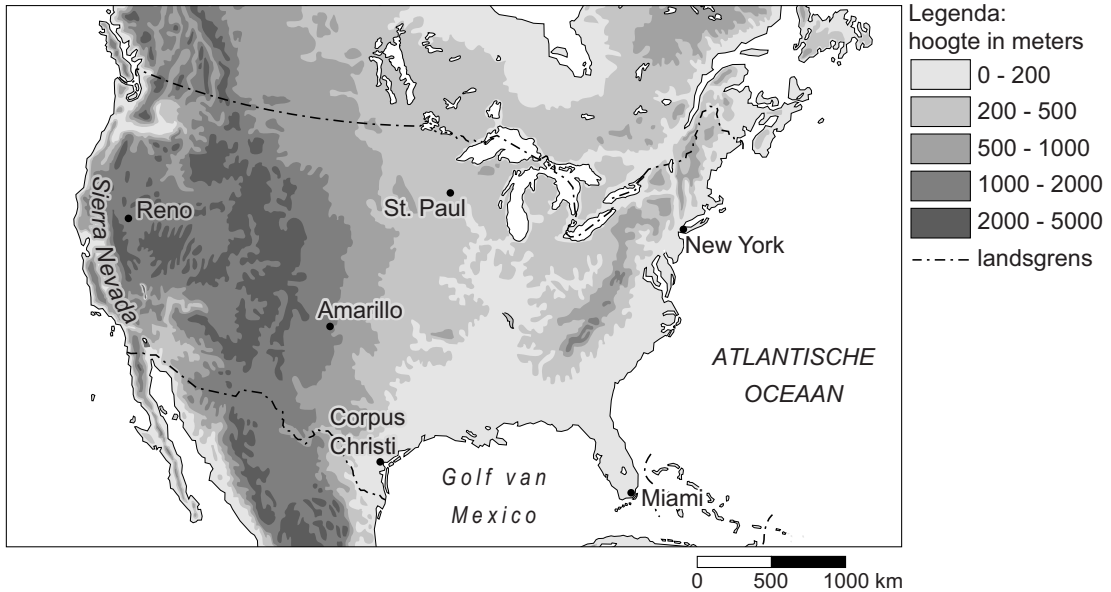 Legenda:
hoogte in meters
0 - 200
200 - 500
500 - 1000
1000 - 2000
2000 - 5000
landsgrens
Sierra Nevada
Reno
St. Paul
New York
Amarillo
ATLANTISCHE
OCEAAN
Corpus
Christi
Golf van
Mexico
Miami
0 500 1000 km